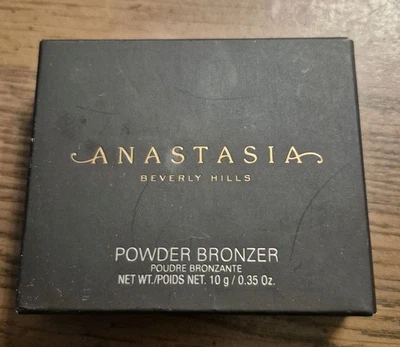 ANASTASIA
BEVERLY HILLS
POWDER BRONZER
POUDRE BRONZANTE
NET WT./POIDS NET. 10 g / 0.35 Oz.